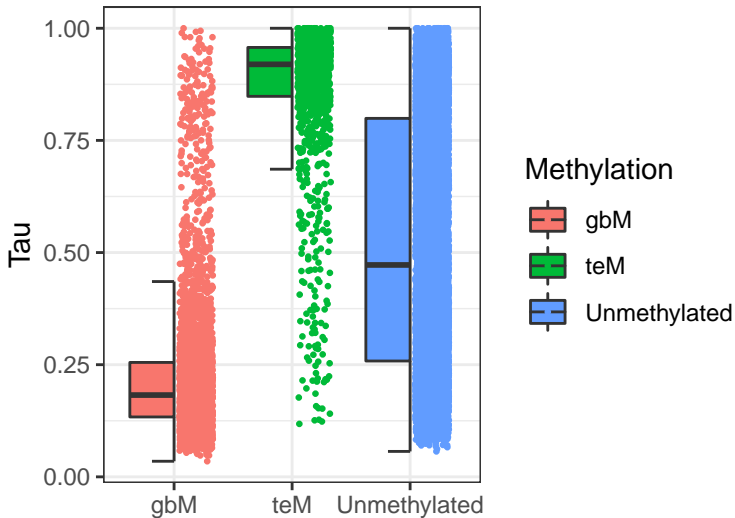 Tau
1.00
0.75
0.50
0.25
0.00
gbM
teM
Unmethylated
Methylation
gbM
teM
Unmethylated